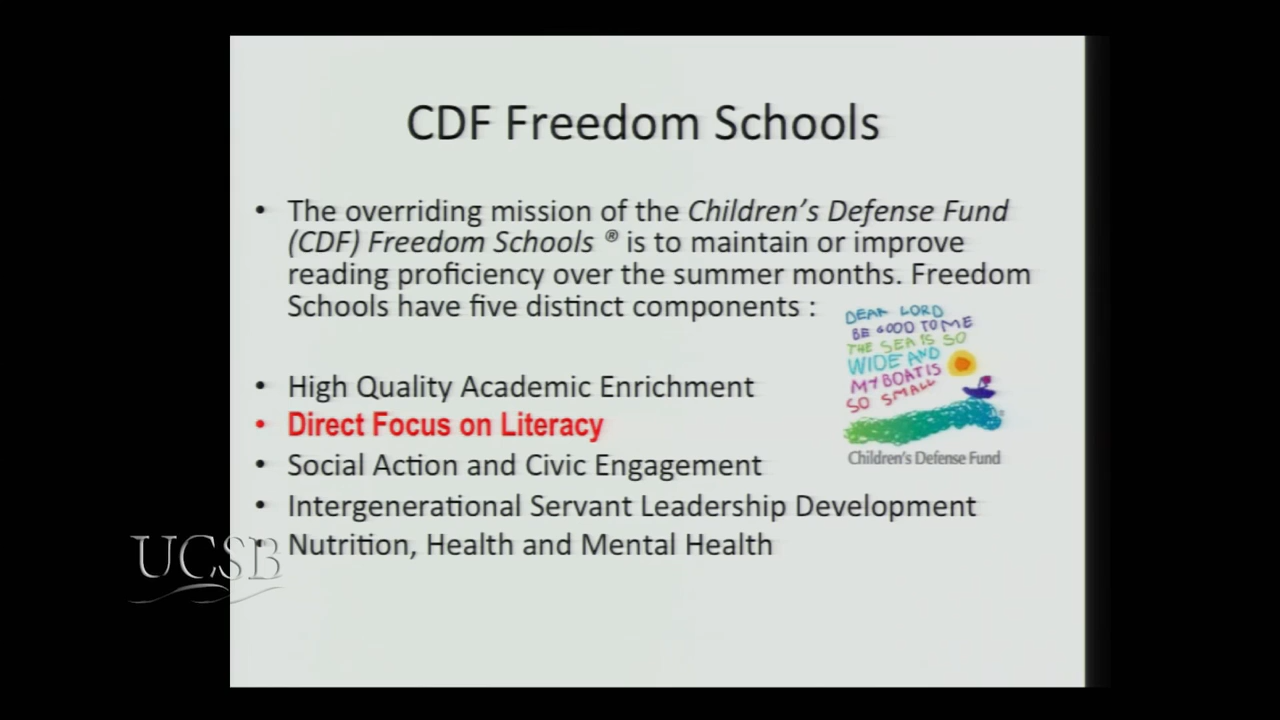 CDF Freedom Schools
• The overriding mission of the Children's Defense Fund
(CDF) Freedom Schools ® is to maintain or improve
reading proficiency over the summer months. Freedom
Schools have five distinct components :
DEAR LORD
BE GOOD TO ME
THE SEA IS SO
WIDE AND
MY BOAT IS
SO SMALL
Children's Defense Fund
• High Quality Academic Enrichment
• Direct Focus on Literacy
• Social Action and Civic Engagement
• Intergenerational Servant Leadership Development
• Nutrition, Health and Mental Health
UCSB